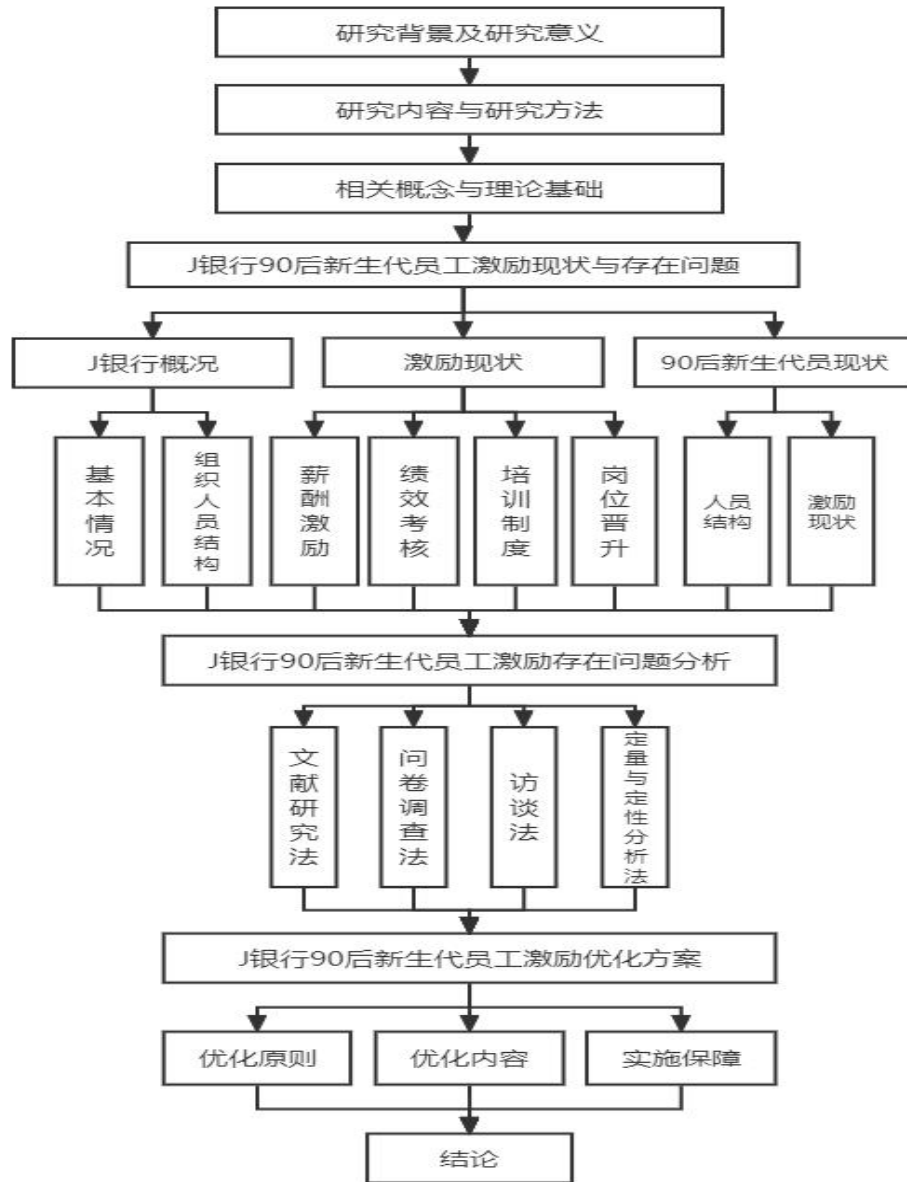 研究背景及研究意义
研究内容与研究方法
相关概念与理论基础
J银行90后新生代员工激励现状与存在问题
J银行概况
激励现状
90后新生代员现状
基本情况
组织人员结构
薪酬激励
绩效考核
培训制度
岗位晋升
人员
结构
激励
现状
J银行90后新生代员工激励存在问题分析
文献研究法
问卷调查法
访谈法
定量与定性分析法
J银行90后新生代员工激励优化方案
优化原则
优化内容
实施保障
结论